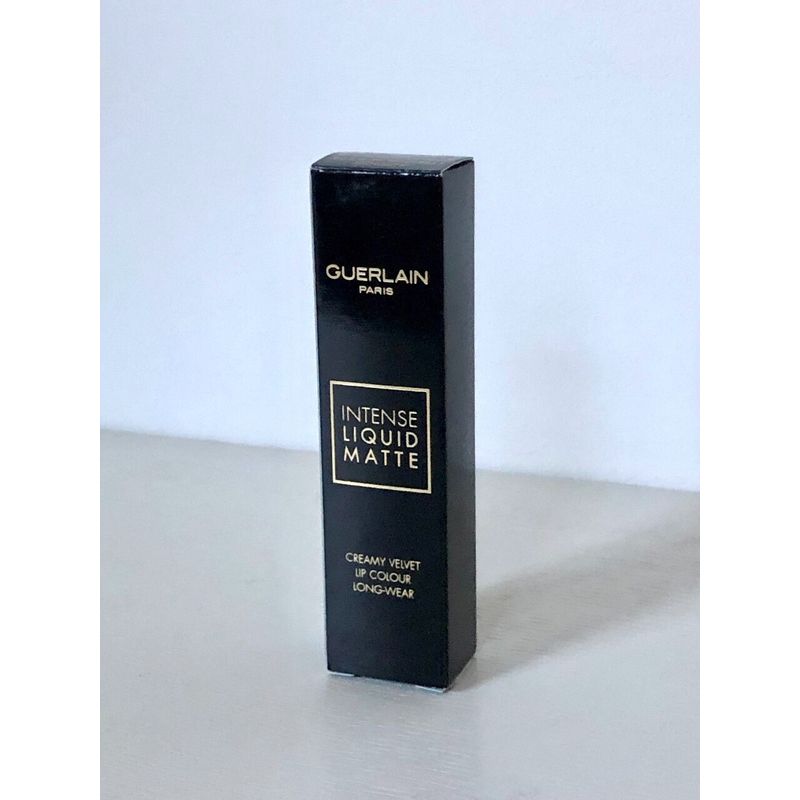 GUERLAIN
PARIS
INTENSE
LIQUID
MATTE
CREAMY VELVET
LIP COLOUR
LONG-WEAR